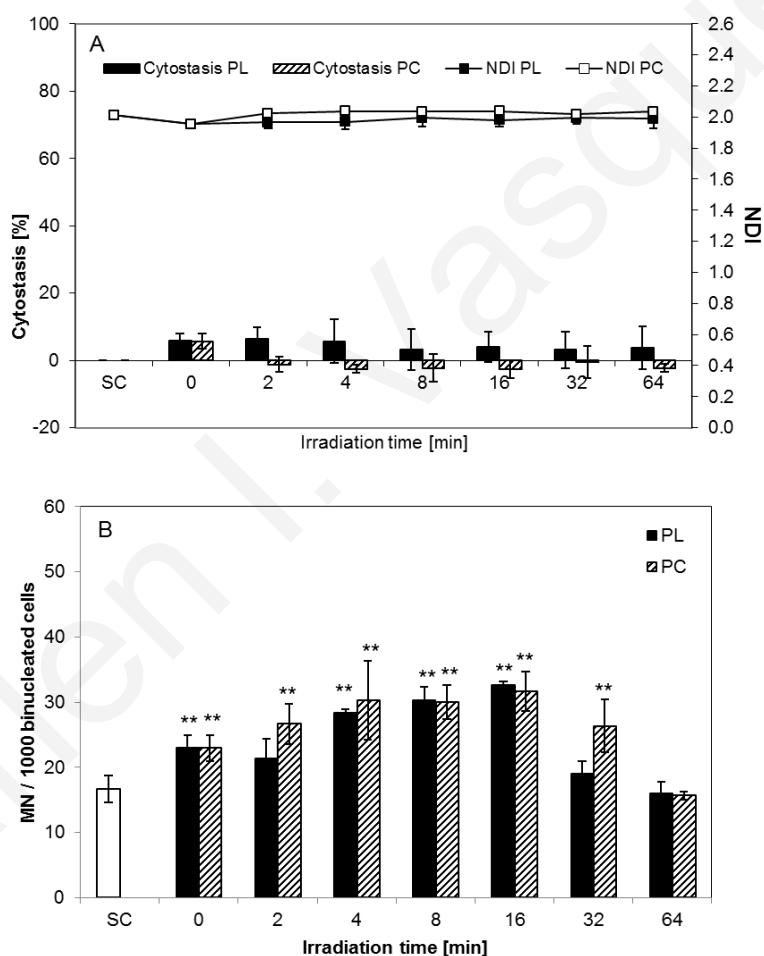 A
Cytostasis PL Cytostasis PC NDI PL NDI PC
100
80
60
40
20
0
-20
Cytostasis [%]
2.6
2.4
2.2
2.0
1.8
1.6
1.4
1.2
1.0
0.8
0.6
0.4
0.2
0.0
NDI
SC 0 2 4 8 16 32 64
Irradiation time [min]
B
PL
PC
60
50
40
30
20
10
0
MN / 1000 binucleated cells
** ** ** ** ** ** ** ** ** **
SC 0 2 4 8 16 32 64
Irradiation time [min]
llen I. Vasque